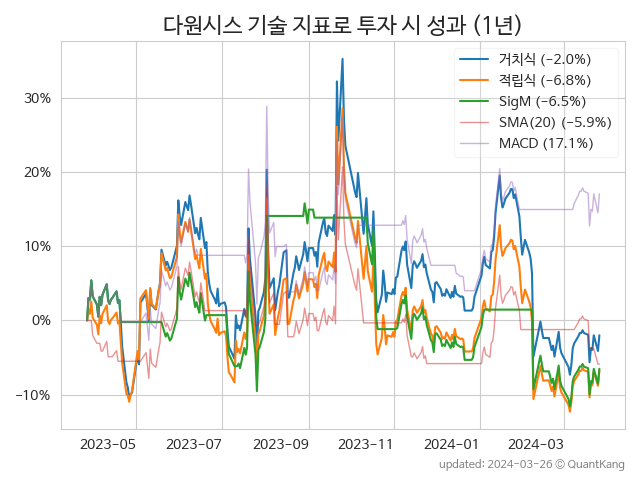 다원시스 기술 지표로 투자 시 성과 (1년)
거치식 (−2.0%)
적립식 (−6.8%)
SigM (−6.5%)
SMA(20) (−5.9%)
MACD (17.1%)
30%
20%
10%
0%
−10%
2023−05 2023−07 2023−09 2023−11 2024−01 2024−03
updated: 2024−03−26 © QuantKang